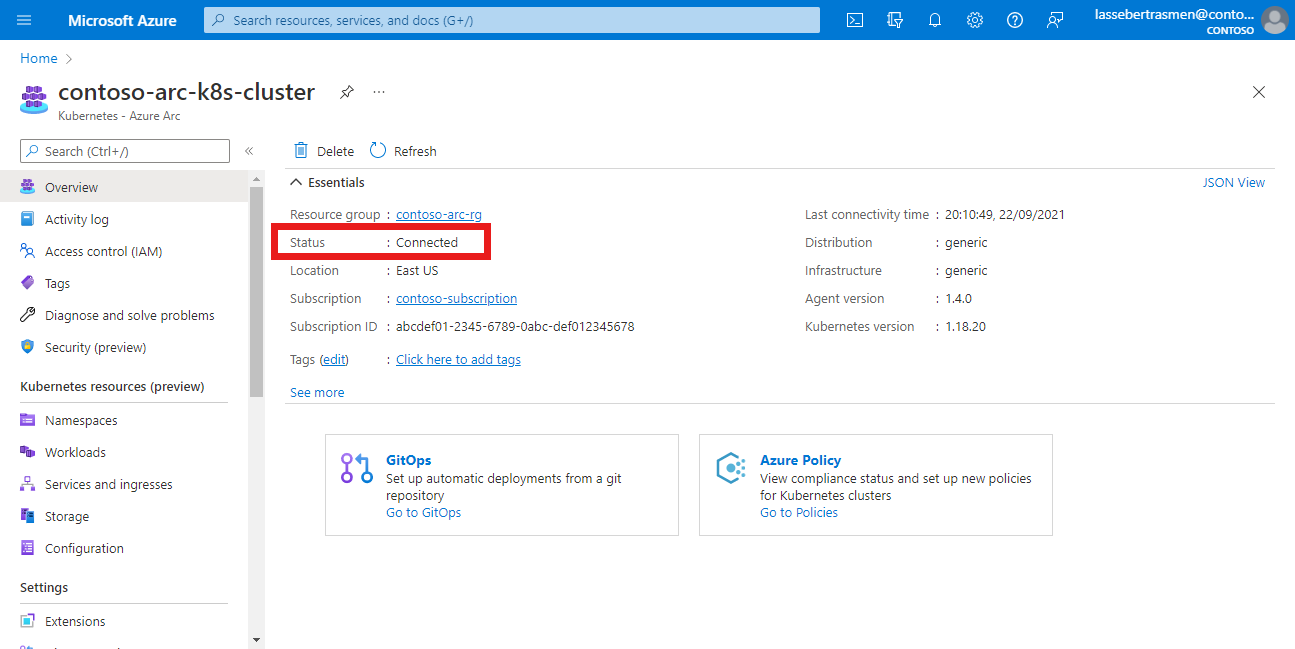 Microsoft Azure
Search resources, services, and docs (G+/)
lassebertrasmen@conto...
CONTOSO
Home
contoso-arc-k8s-cluster
...
Kubernetes - Azure Arc
Search (Ctrl+/)
«
Delete
Refresh
Overview
Activity log
Access control (IAM)
Tags
Diagnose and solve problems
Security (preview)
Kubernetes resources (preview)
Namespaces
Workloads
Services and ingresses
Storage
Configuration
Settings
Extensions
Essentials
JSON View
Resource group : contoso-arc-rg
Status : Connected
Location : East US
Subscription : contoso-subscription
Subscription ID : abcdef01-2345-6789-0abc-def012345678
Tags (edit) : Click here to add tags
See more
Last connectivity time : 20:10:49, 22/09/2021
Distribution : generic
Infrastructure : generic
Agent version : 1.4.0
Kubernetes version : 1.18.20
GitOps
Set up automatic deployments from a git
repository
Go to GitOps
Azure Policy
View compliance status and set up new policies
for Kubernetes clusters
Go to Policies